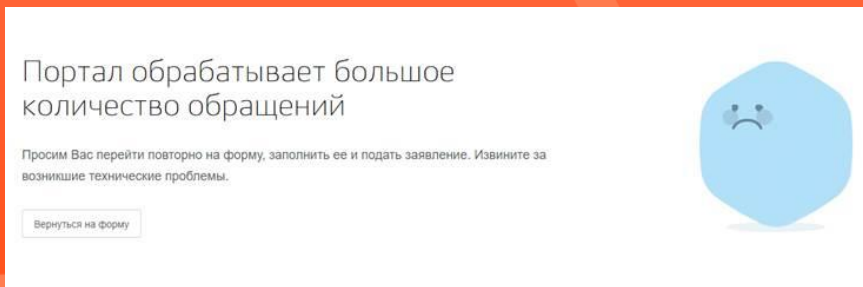 Портал обрабатывает большое
количество обращений
Просим Вас перейти повторно на форму, заполнить ее и подать заявление. Извините за
возникшие технические проблемы.
Вернуться на форму